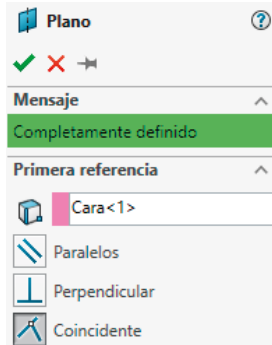 Plano
Mensaje
Completamente definido
Primera referencia
Cara<1>
Paralelos
Perpendicular
Coincidente